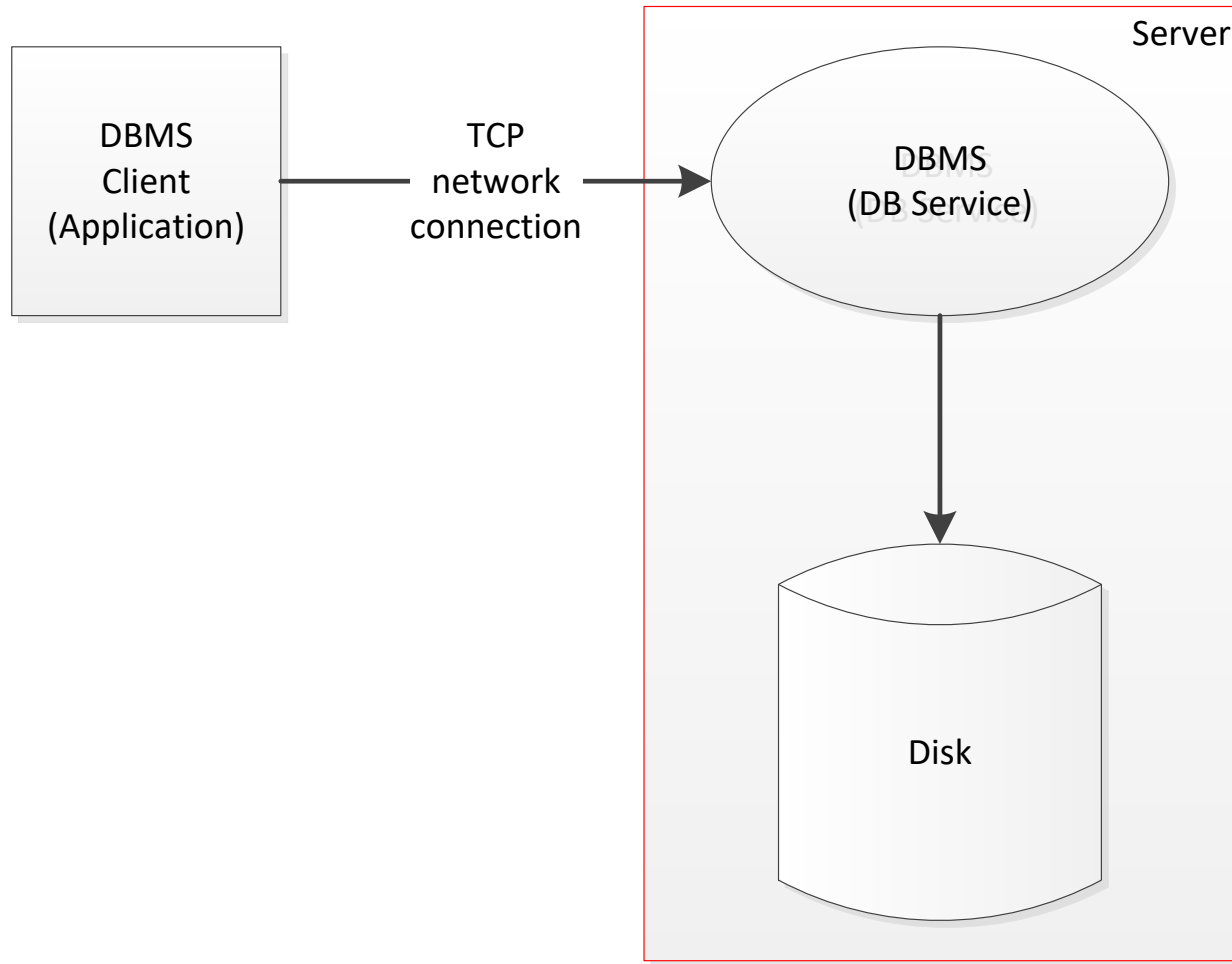 Server
DBMS
Client
(Application)
TCP
network
connection
DBMS
(DB Service)
Disk